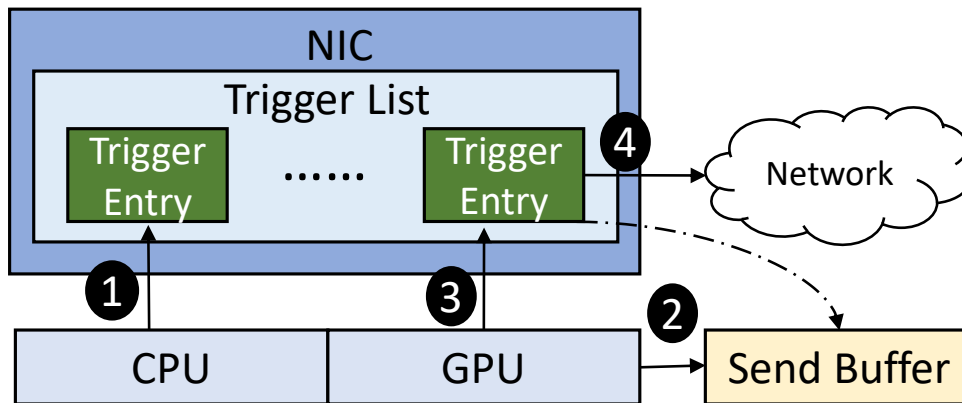 NIC
Trigger List
Trigger
Entry
......
Trigger
Entry
4
Network
1
3
2
CPU
GPU
Send Buffer